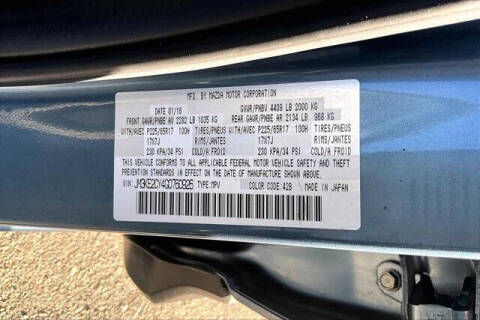 MFD. BY MAZDA MOTOR CORPORATION
DATE 01/16 GVWR/PNBV 4409 LB 2000 KG
FRONT GAWR/PNBE AV 2282 LB 1035 KG REAR GAWR/PNBE AR 2134 LB 968 KG
WITH/AVEC P225/65R17 100H TIRES/PNEUS WITH/AVEC P225/65R17 100H TIRES/PNEUS
17X7J RIMS/JANTES 17X7J RIMS/JANTES
230 KPA/34 PSI COLD/A FROID 230 KPA/34 PSI COLD/A FROID
THIS VEHICLE CONFORMS TO ALL APPLICABLE FEDERAL MOTOR VEHICLE SAFETY AND THEFT
PREVENTION STANDARDS IN EFFECT ON THE DATE OF MANUFACTURE SHOWN ABOVE.
VIN: JM3KE2CY4G0760926 TYPE: MPV COLOR CODE: 42B MADE IN JAPAN